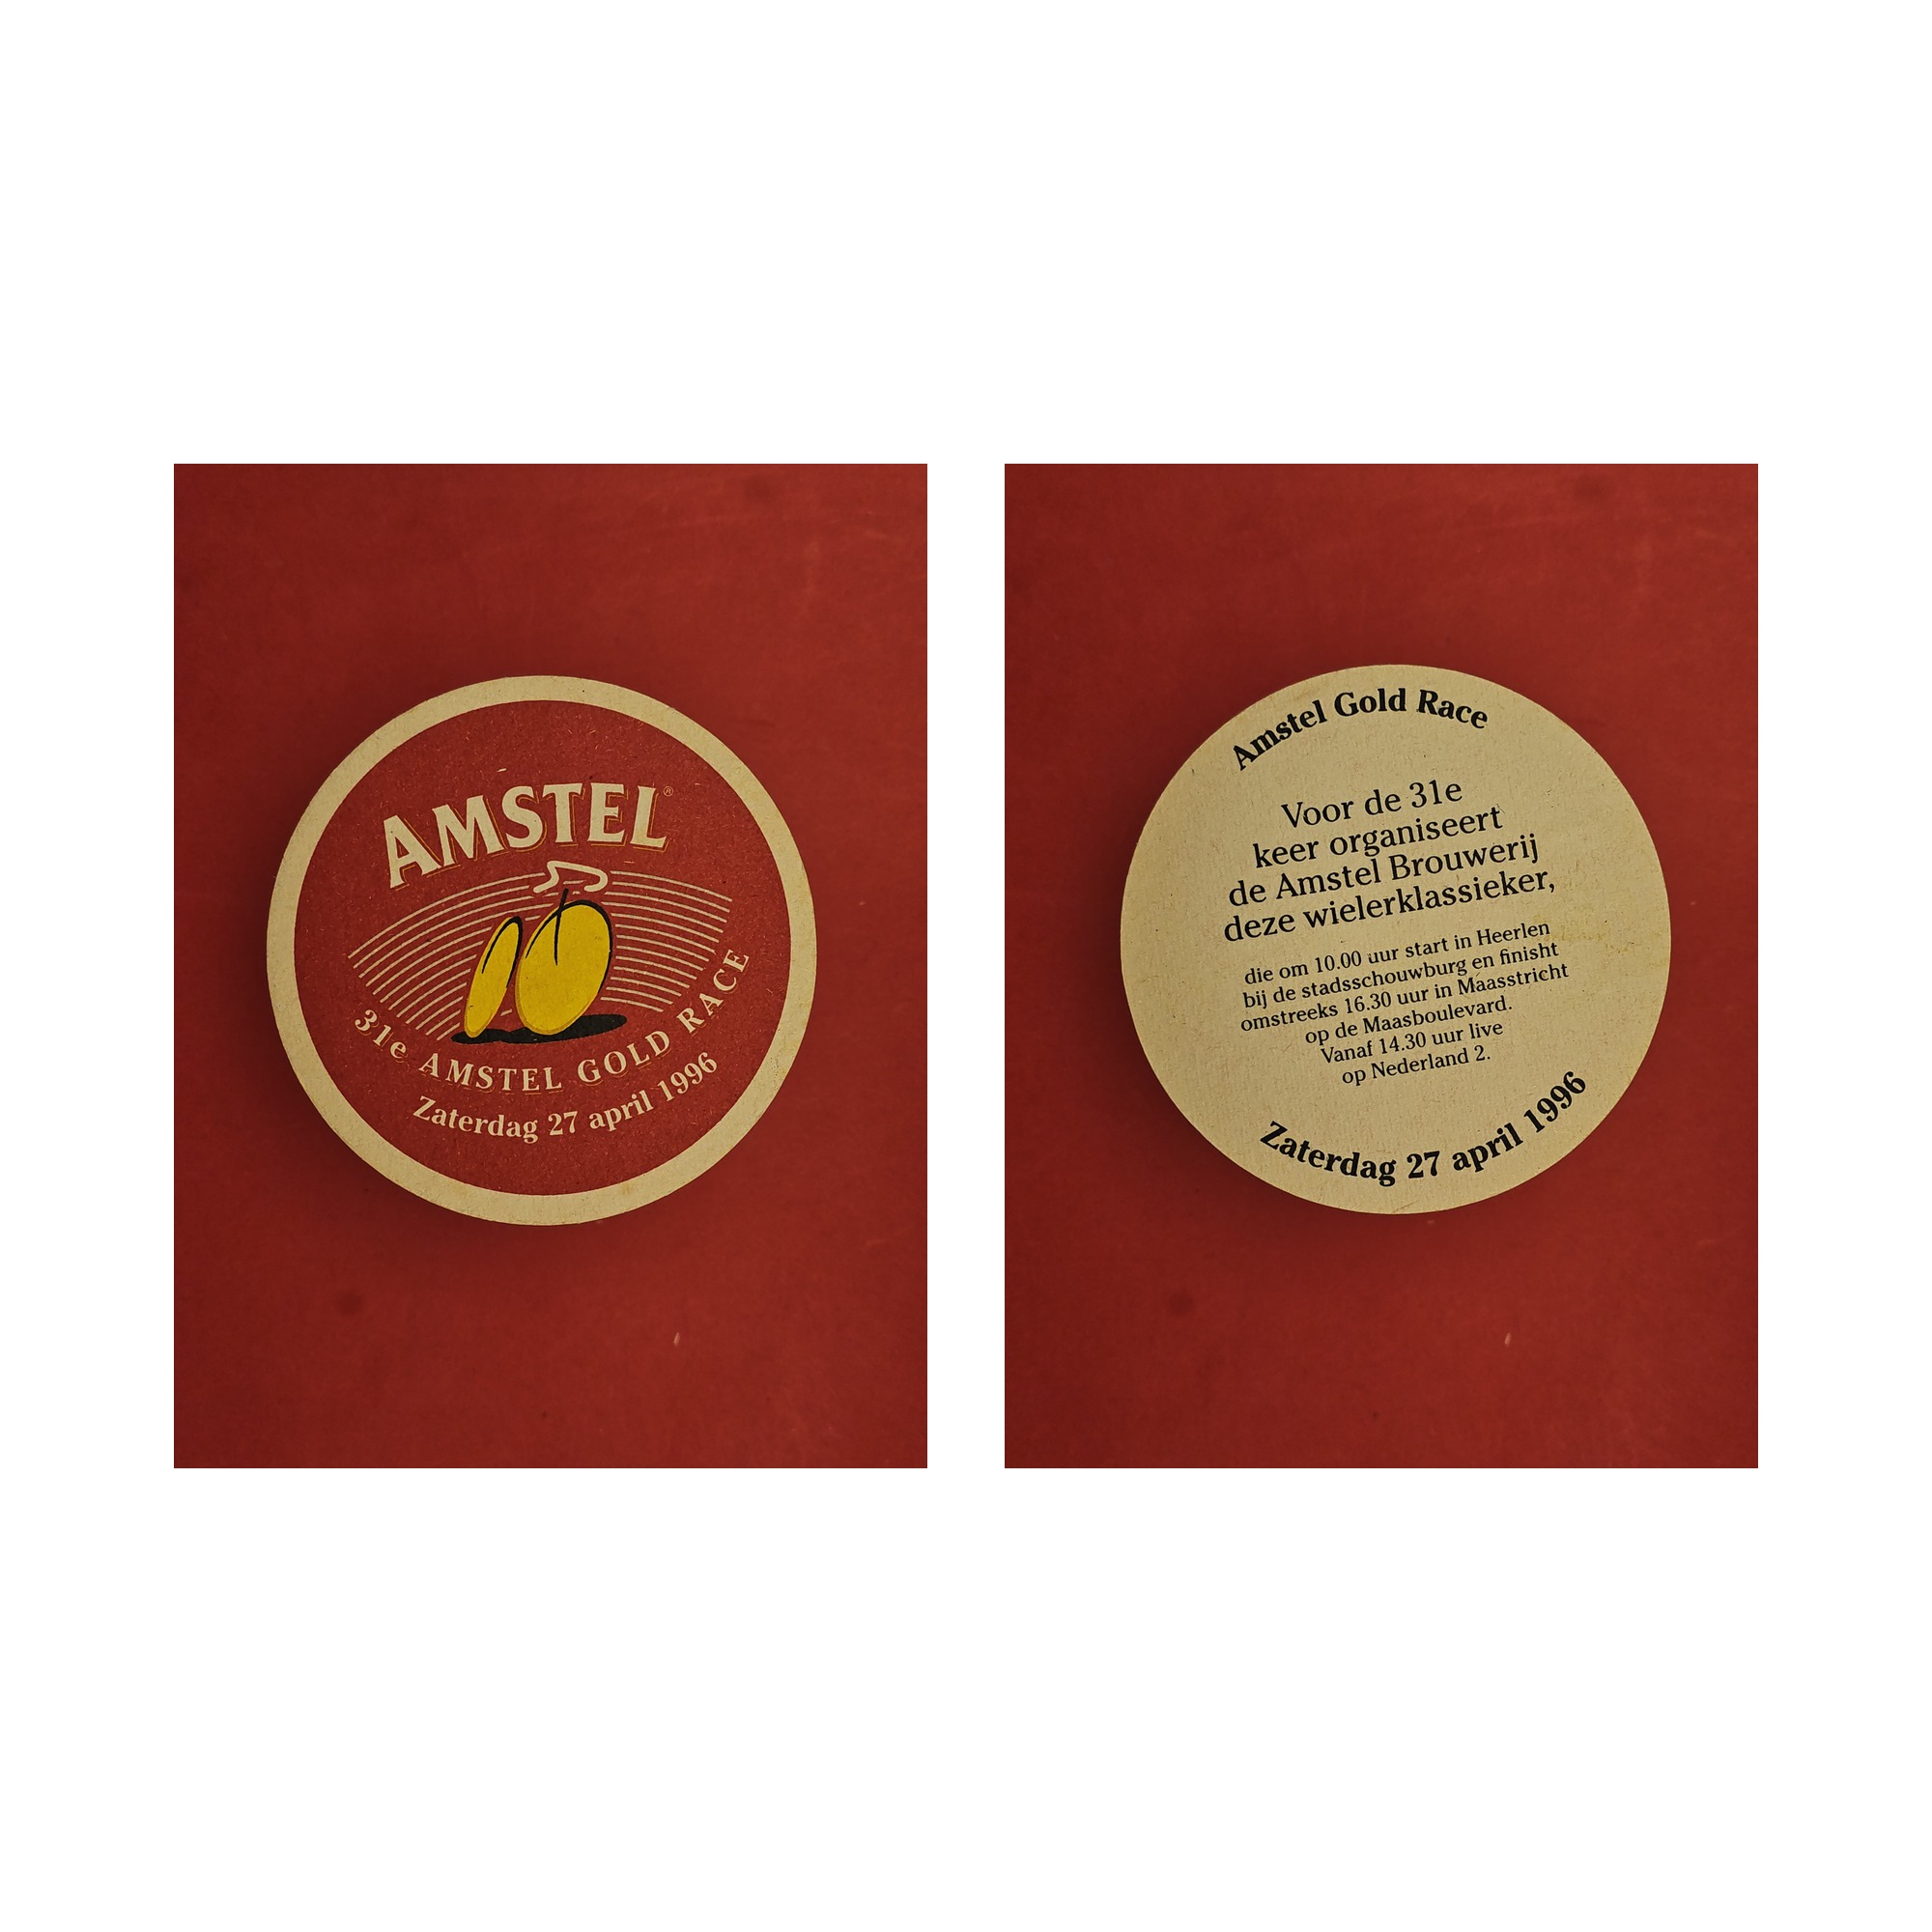 AMSTEL®
31e AMSTEL GOLD RACE
Zaterdag 27 april 1996
Amstel Gold Race
Voor de 31e
keer organiseert
de Amstel Brouwerij
deze wielerklassieker,
die om 10.00 uur start in Heerlen
bij de stadsschouwburg en finisht
omstreeks 16.30 uur in Maasstricht
op de Maasboulevard.
Vanaf 14.30 uur live
op Nederland 2.
Zaterdag 27 april 1996